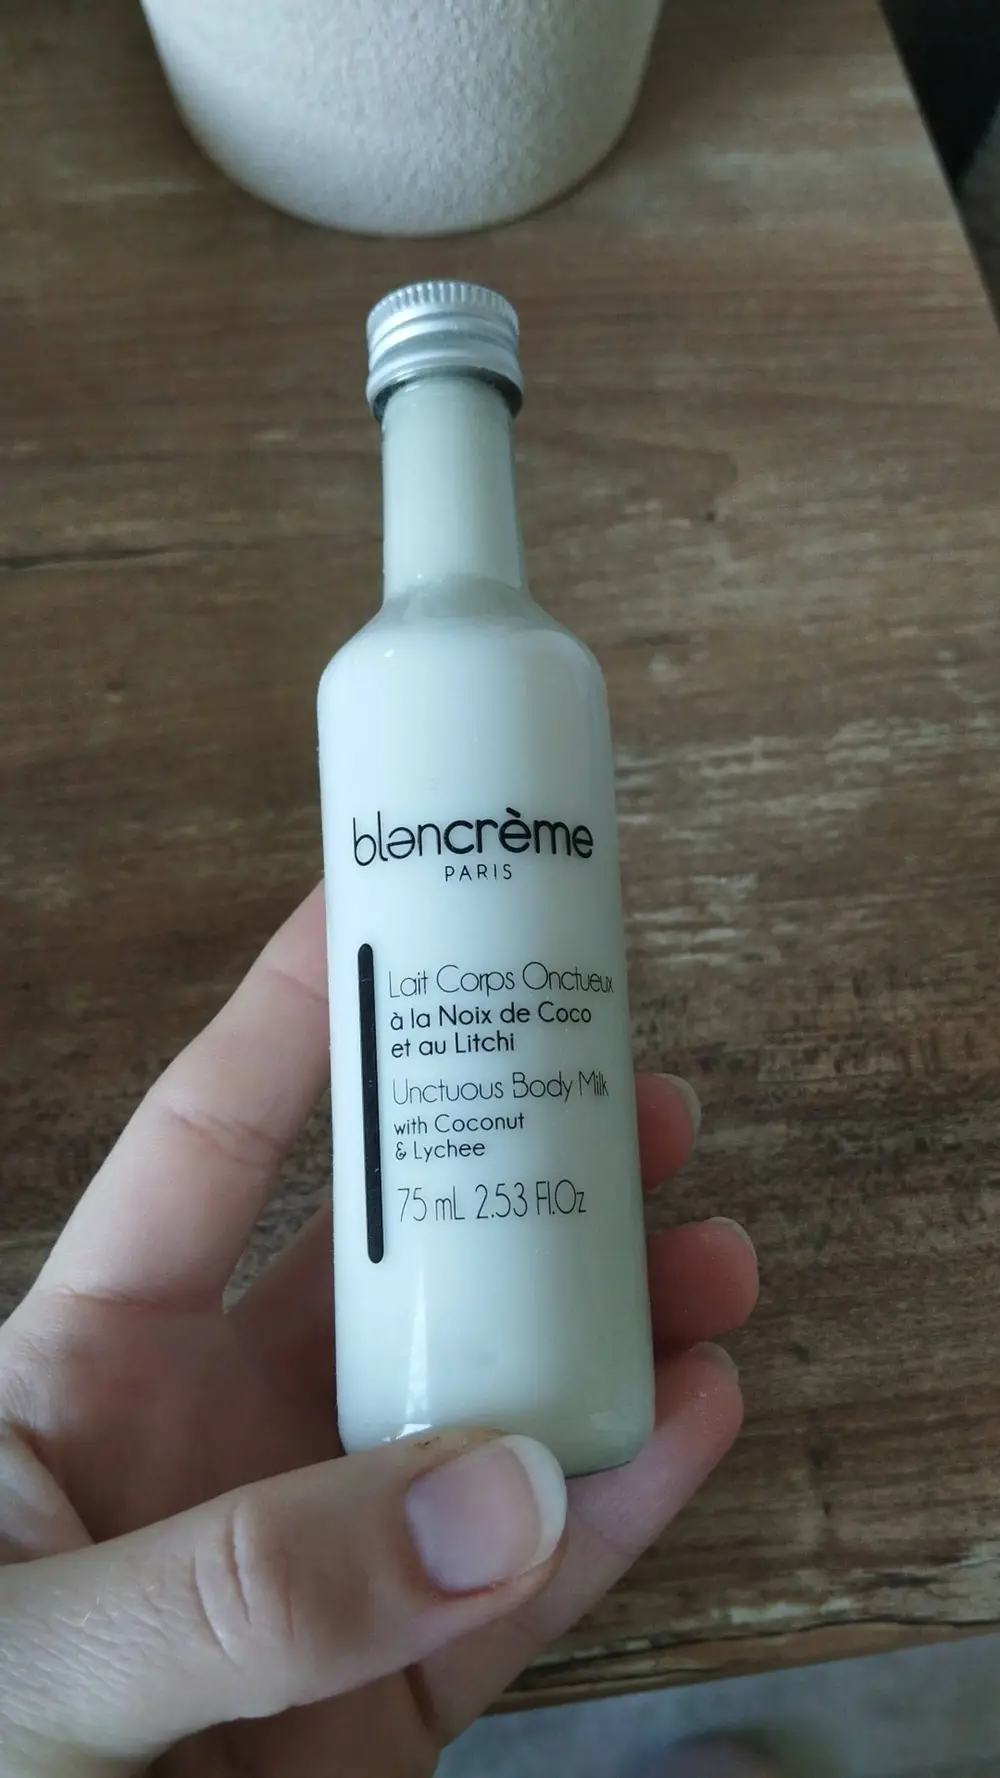 blancrème
PARIS
Lait Corps Onctueux
à la Noix de Coco
et au Litchi
Unctuous Body Milk
with Coconut
& Lychee
75 mL 2.53 Fl.Oz